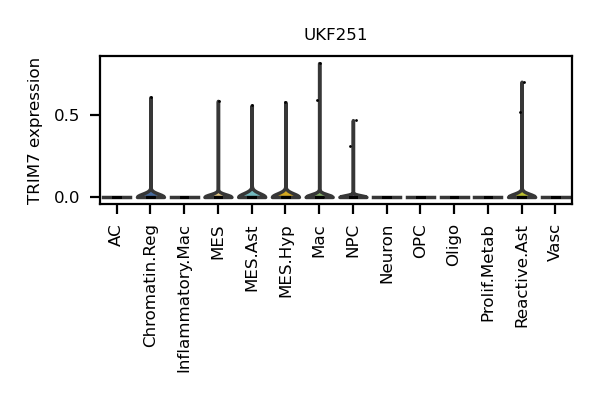 UKF251
TRIM7 expression
0.5
0.0
AC
Chromatin.Reg
Inflammatory.Mac
MES
MES.Ast
MES.Hyp
Mac
NPC
Neuron
OPC
Oligo
Prolif.Metab
Reactive.Ast
Vasc